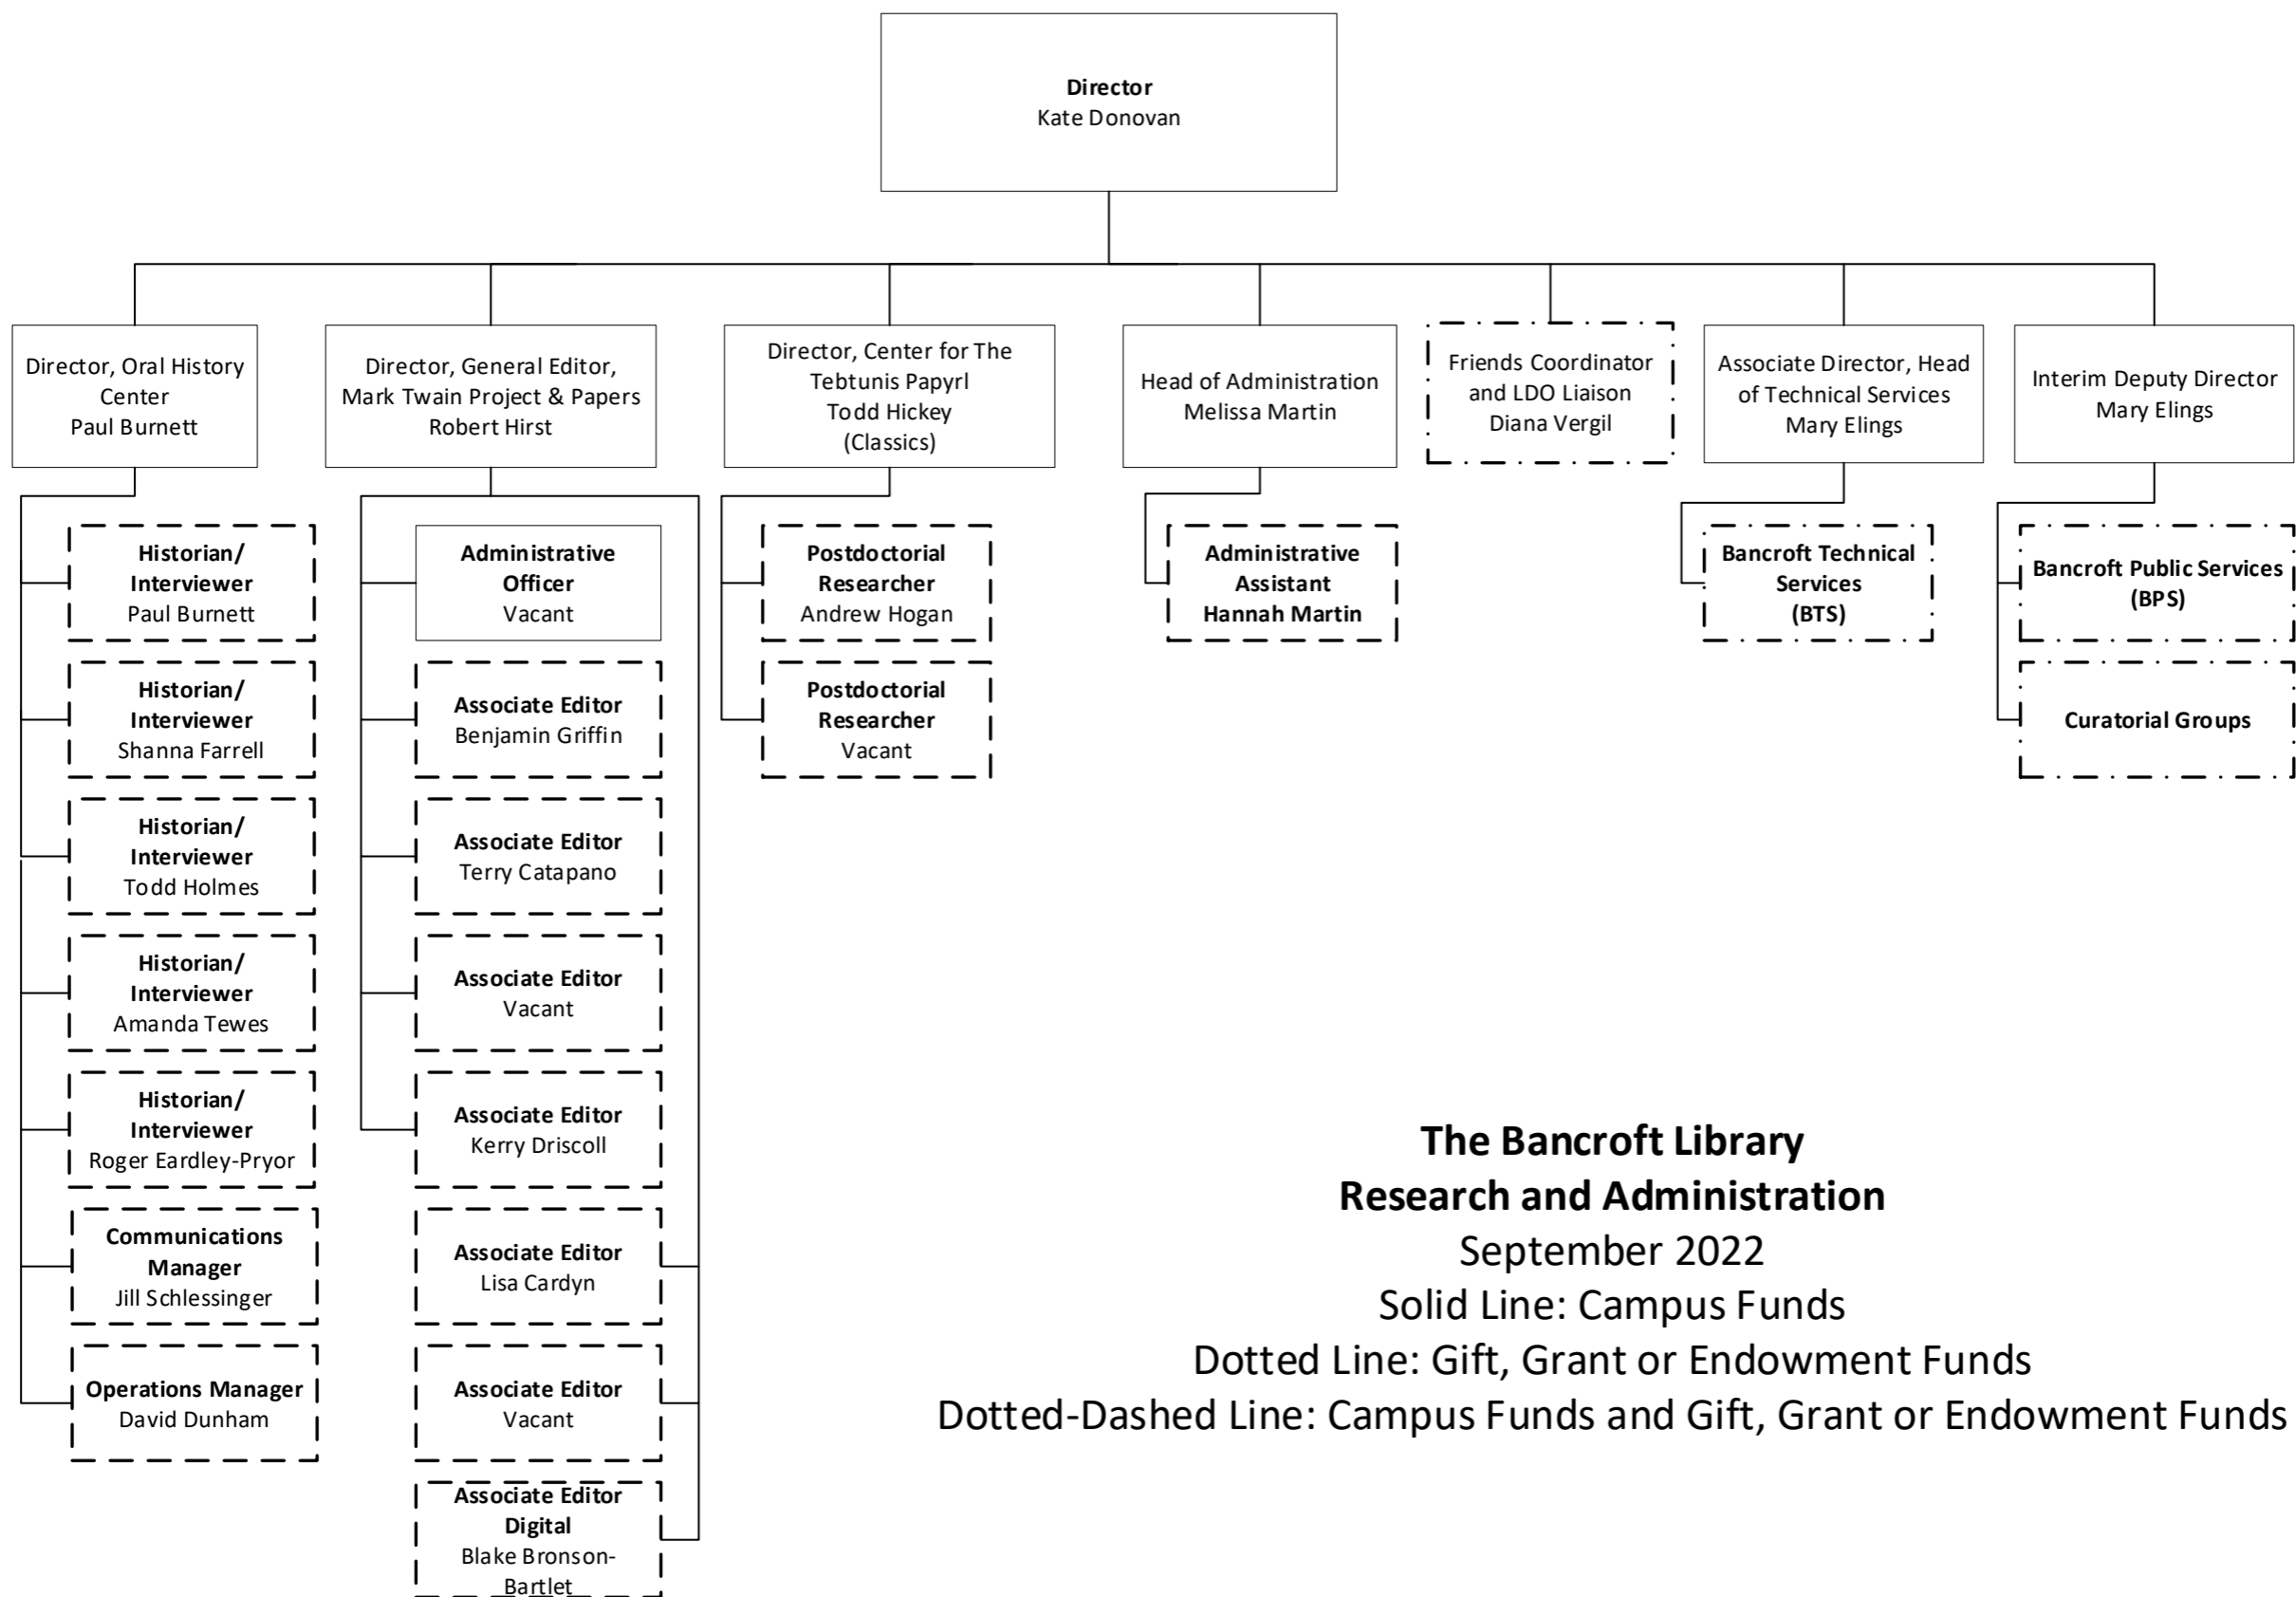 Director
Kate Donovan
Director, Oral History
Center
Paul Burnett
Director, General Editor,
Mark Twain Project & Papers
Robert Hirst
Director, Center for The
Tebtunis Papyrl
Todd Hickey
(Classics)
Head of Administration
Melissa Martin
Friends Coordinator
and LDO Liaison
Diana Vergil
Associate Director, Head
of Technical Services
Mary Elings
Interim Deputy Director
Mary Elings
Historian/
Interviewer
Paul Burnett
Historian/
Interviewer
Shanna Farrell
Historian/
Interviewer
Todd Holmes
Historian/
Interviewer
Amanda Tewes
Historian/
Interviewer
Roger Eardley-Pryor
Communications
Manager
Jill Schlessinger
Operations Manager
David Dunham
Administrative
Officer
Vacant
Associate Editor
Benjamin Griffin
Associate Editor
Terry Catapano
Associate Editor
Vacant
Associate Editor
Kerry Driscoll
Associate Editor
Lisa Cardyn
Associate Editor
Vacant
Associate Editor
Digital
Blake Bronson-
Bartlet
Postdoctorial
Researcher
Andrew Hogan
Postdoctorial
Researcher
Vacant
Administrative
Assistant
Hannah Martin
Bancroft Technical
Services
(BTS)
Bancroft Public Services
(BPS)
Curatorial Groups
The Bancroft Library
Research and Administration
September 2022
Solid Line: Campus Funds
Dotted Line: Gift, Grant or Endowment Funds
Dotted-Dashed Line: Campus Funds and Gift, Grant or Endowment Funds